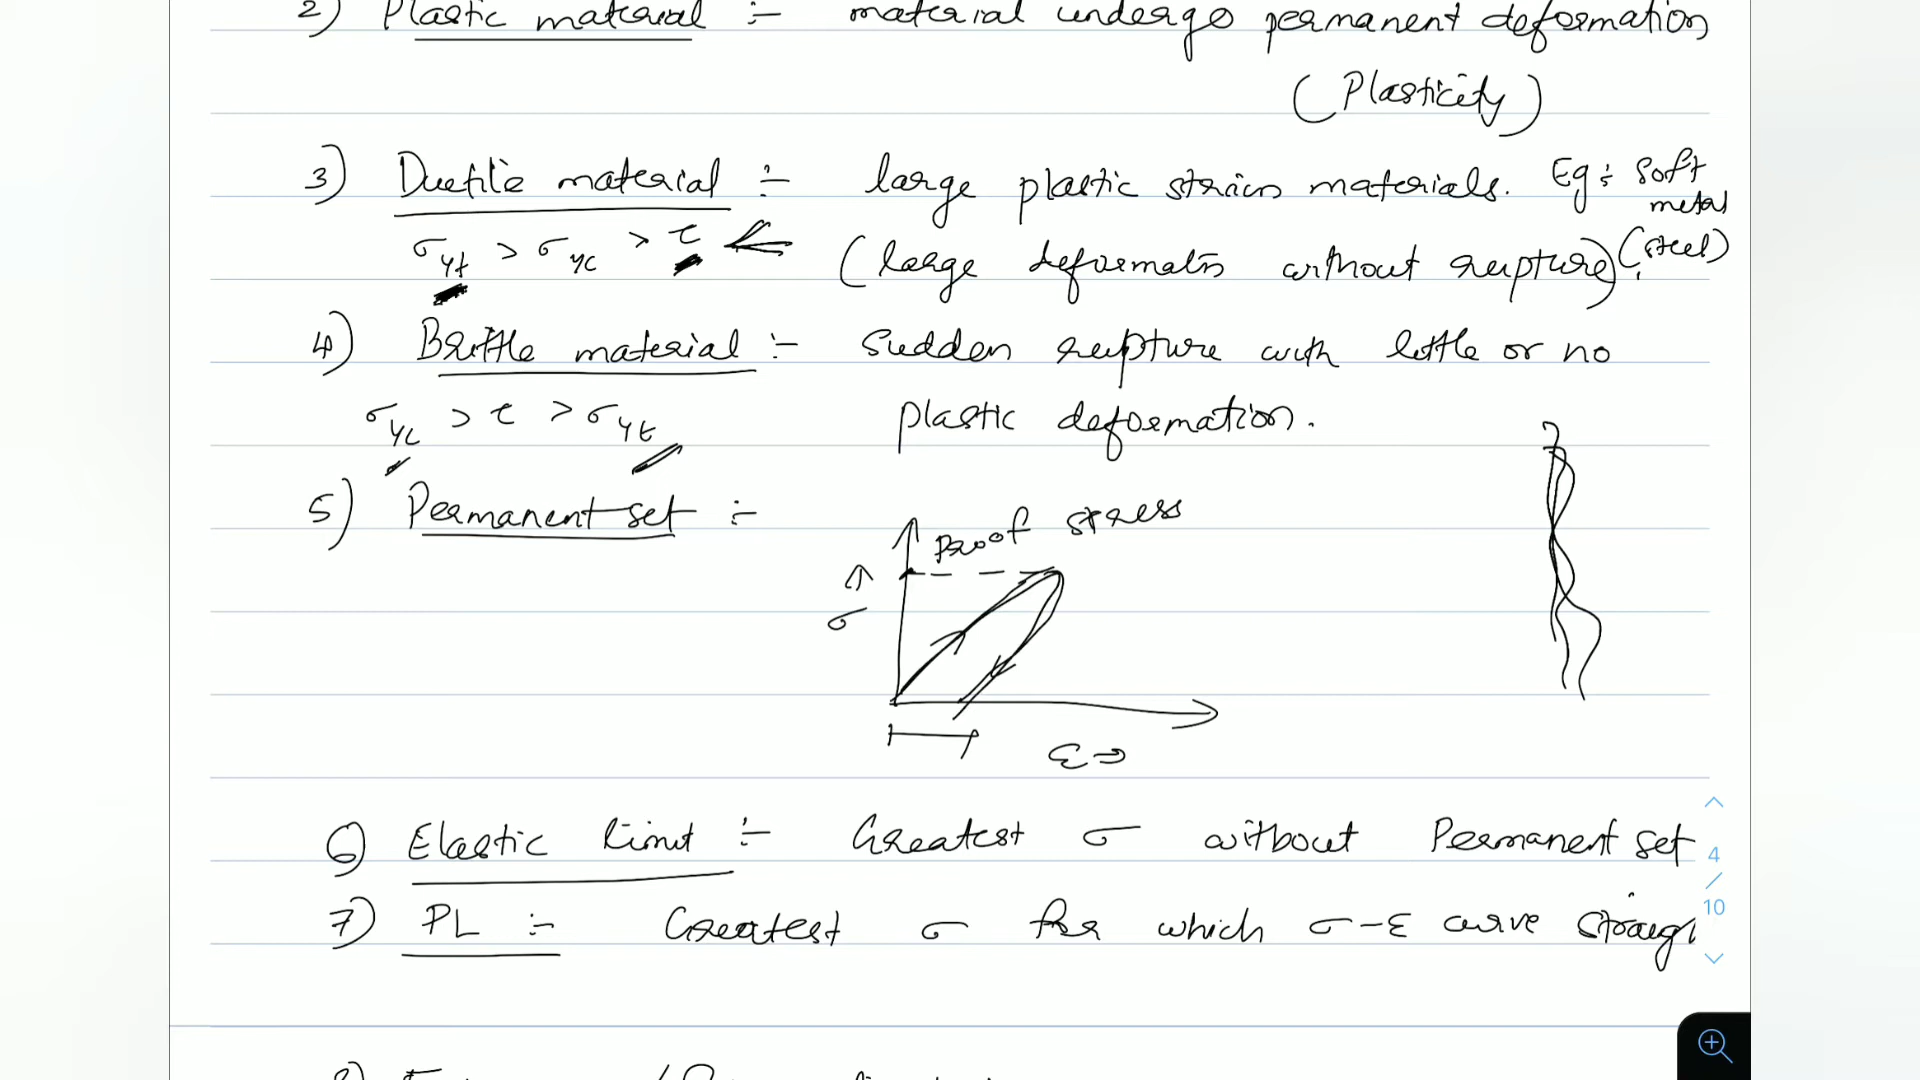 2) Plastic material :- material undergo permanent deformation
(Plasticity)
3) Ductile material :- large plastic strain materials. Eg: soft
metal
σyt > σyc > τ (large deformatn without rupture) (steel)
4) Brittle material :- Sudden rupture with little or no
σyc > τ > σyt plastic deformation.
5) Permanent set :-
Proof stress
σ
ε
6) Elastic limit :- Greatest σ without Permanent set
7) PL :- Greatest σ for which σ-ε curve straigh
4
/
10